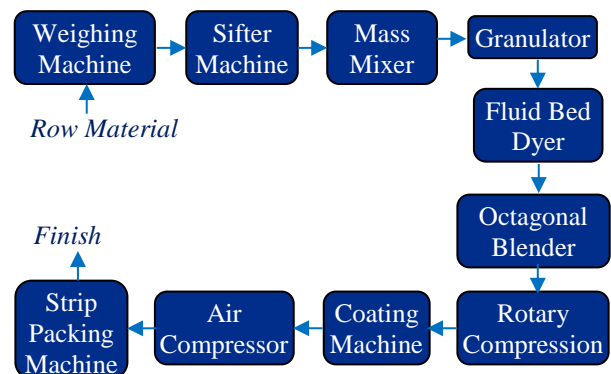 Weighing
Machine
Sifter
Machine
Mass
Mixer
Granulator
Row Material
Fluid Bed
Dyer
Octagonal
Blender
Finish
Strip
Packing
Machine
Air
Compressor
Coating
Machine
Rotary
Compression